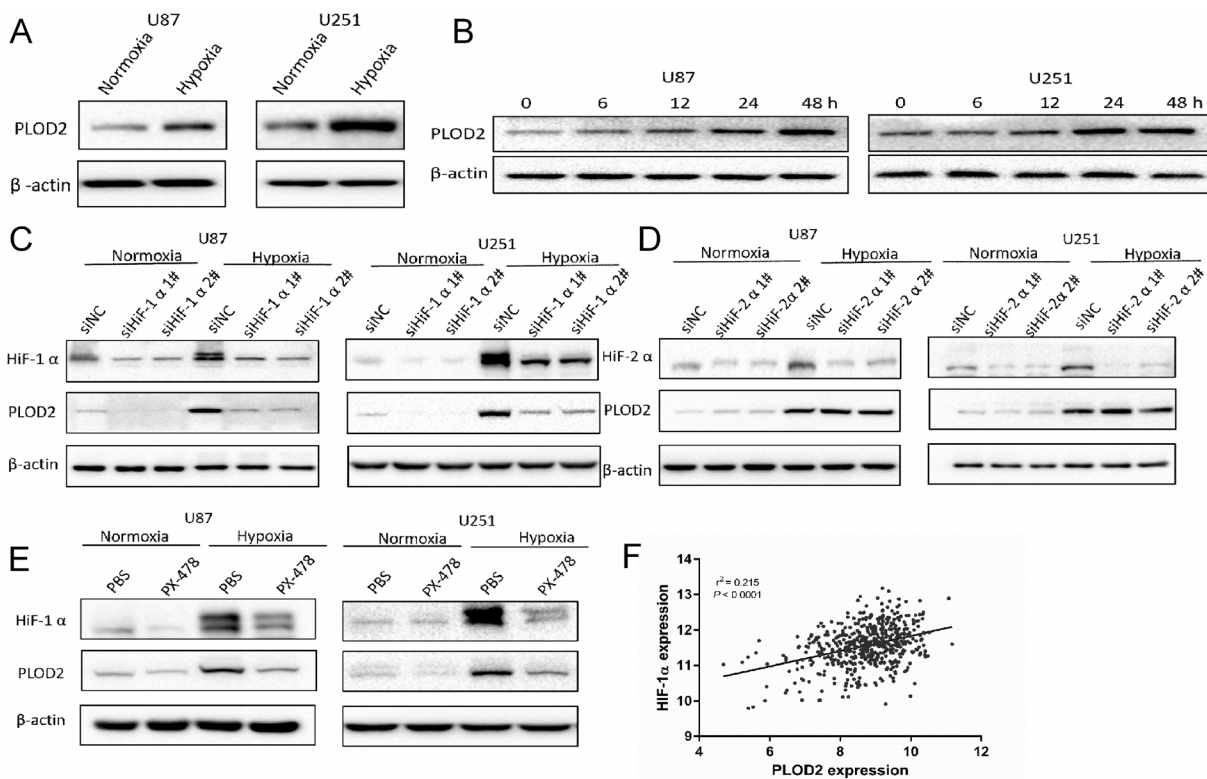 A
U87
U251
Normoxia Hypoxia Normoxia Hypoxia
PLOD2
β -actin
B
U87
U251
0 6 12 24 48 h 0 6 12 24 48 h
PLOD2
β-actin
C
U87
U251
Normoxia Hypoxia Normoxia Hypoxia
siNC siHiF-1 α 1# siHiF-1 α 2# siNC siHiF-1 α 1# siHiF-1 α 2# siNC siHiF-1 α 1# siHiF-1 α 2# siNC siHiF-1 α 1# siHiF-1 α 2#
HiF-1 α
PLOD2
β-actin
D
U87
U251
Normoxia Hypoxia Normoxia Hypoxia
siNC siHiF-2 α 1# siHiF-2α 2# siNC siHiF-2 α 1# siHiF-2 α 2# siNC siHiF-2 α 1# siHiF-2α 2# siNC siHiF-2 α 1# siHiF-2 α 2#
HiF-2 α
PLOD2
β-actin
E
U87
U251
Normoxia Hypoxia Normoxia Hypoxia
PBS PX-478 PBS PX-478 PBS PX-478 PBS PX-478
HiF-1 α
PLOD2
β-actin
F
r² = 0.215
P < 0.0001
HIF-1α expression
14
13
12
11
10
9
4 6 8 10 12
PLOD2 expression